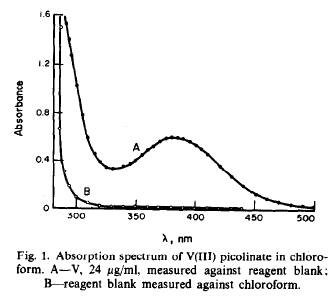 1.6
1.2
0.8
0.4
0
Absorbance
A
B
300
350
400
450
500
λ, nm
Fig. 1. Absorption spectrum of V(III) picolinate in chloro-
form. A—V, 24 μg/ml, measured against reagent blank;
B—reagent blank measured against chloroform.